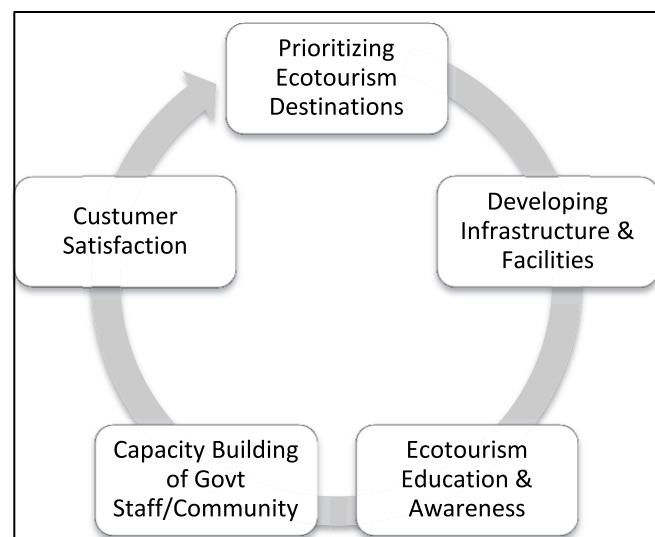 Prioritizing
Ecotourism
Destinations
Developing
Infrastructure &
Facilities
Ecotourism
Education &
Awareness
Capacity Building
of Govt
Staff/Community
Custumer
Satisfaction